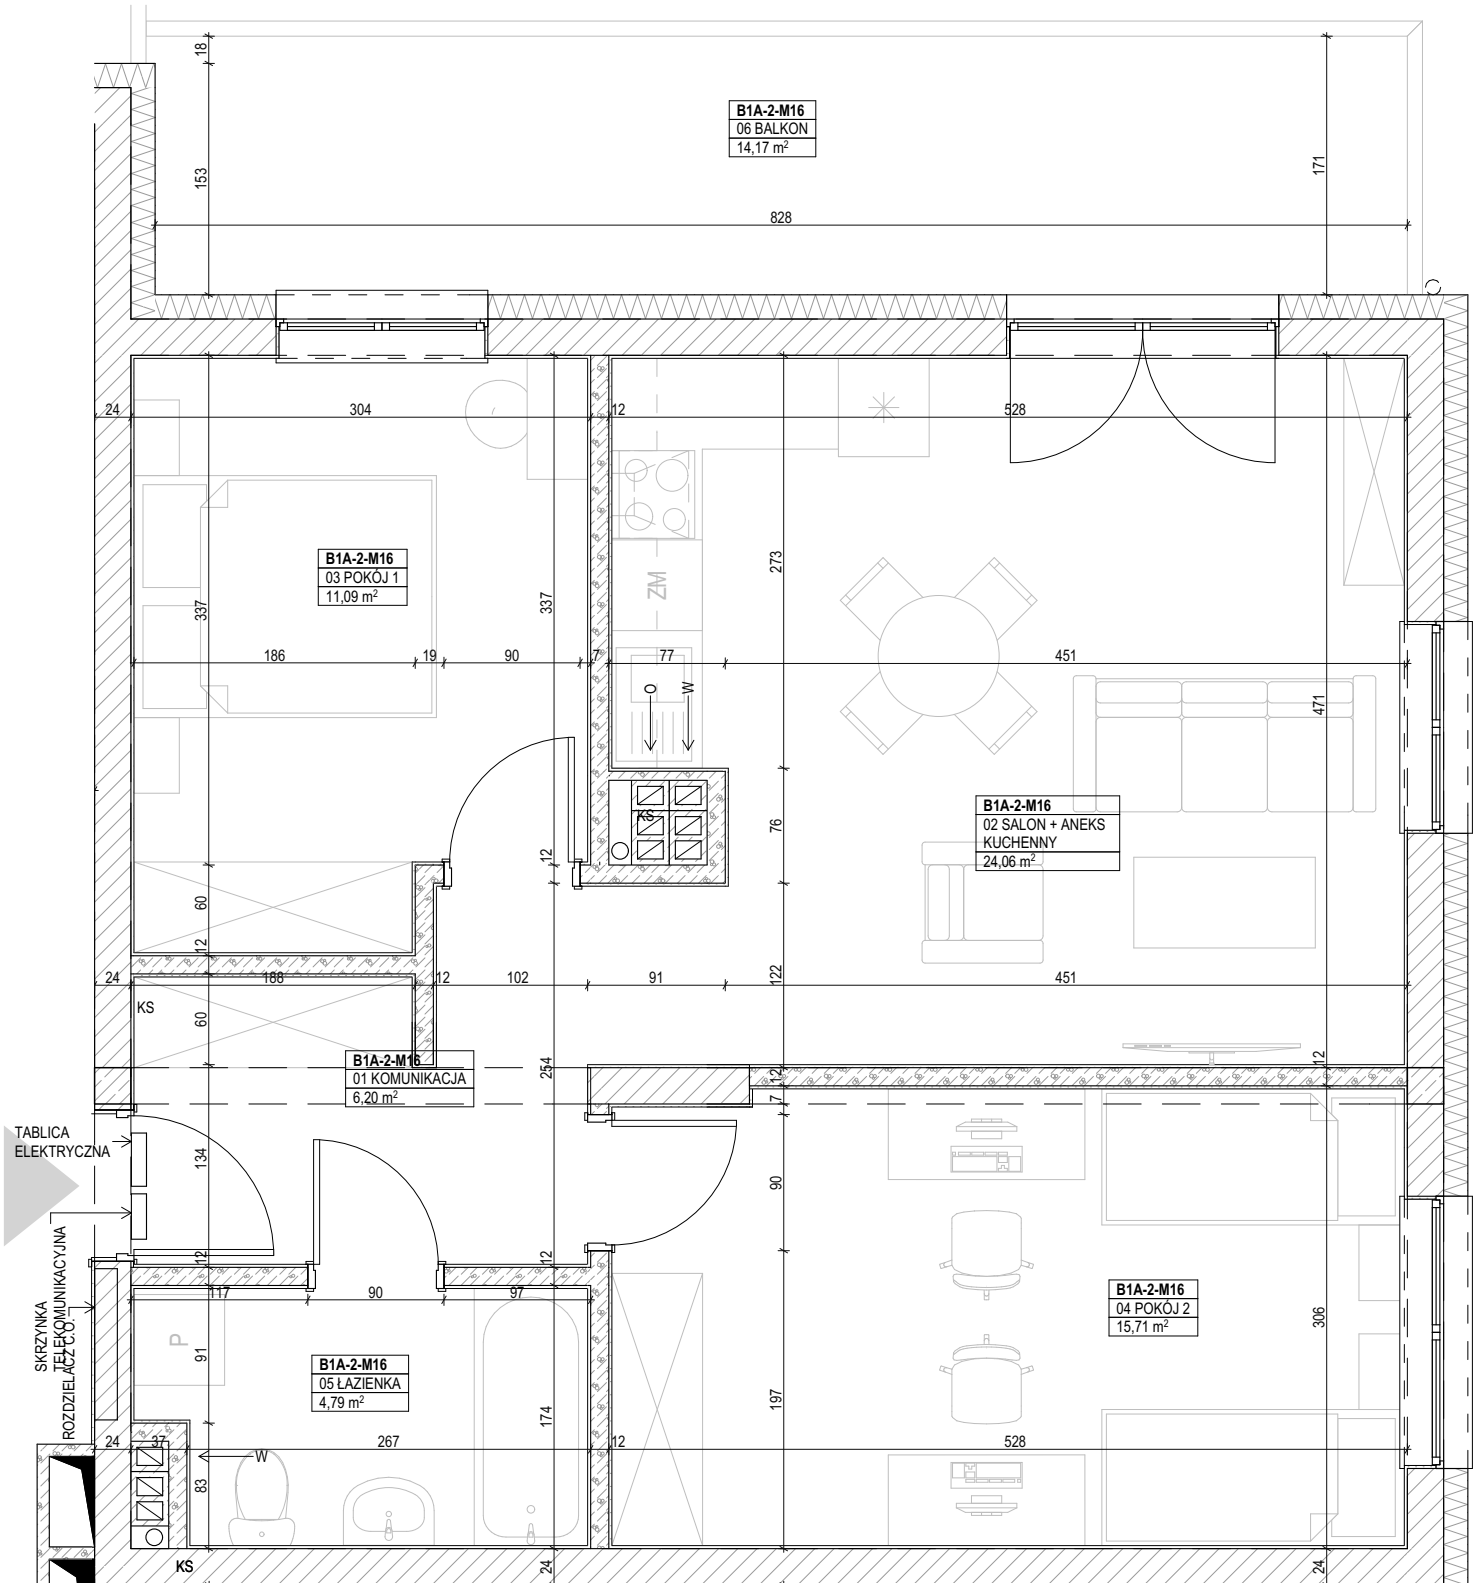 18
B1A-2-M16
06 BALKON
14,17 m²
153
171
828
24
304
12
528
273
B1A-2-M16
03 POKÓJ 1
11,09 m²
ZM
337
337
186
19
90
7
77
451
O
W
471
KS
76
B1A-2-M16
02 SALON + ANEKS
KUCHENNY
24,06 m²
12
60
12
24
188
12
102
91
122
451
KS
60
B1A-2-M16
01 KOMUNIKACJA
6,20 m²
254
12
12
7
TABLICA
ELEKTRYCZNA
134
90
SKRZYNKA
TELEKOMUNIKACYJNA
ROZDZIELACZ C.O.
12
12
117
90
97
B1A-2-M16
04 POKÓJ 2
15,71 m²
306
P
91
B1A-2-M16
05 ŁAZIENKA
4,79 m²
174
197
24
37
267
12
528
W
83
KS
24
24